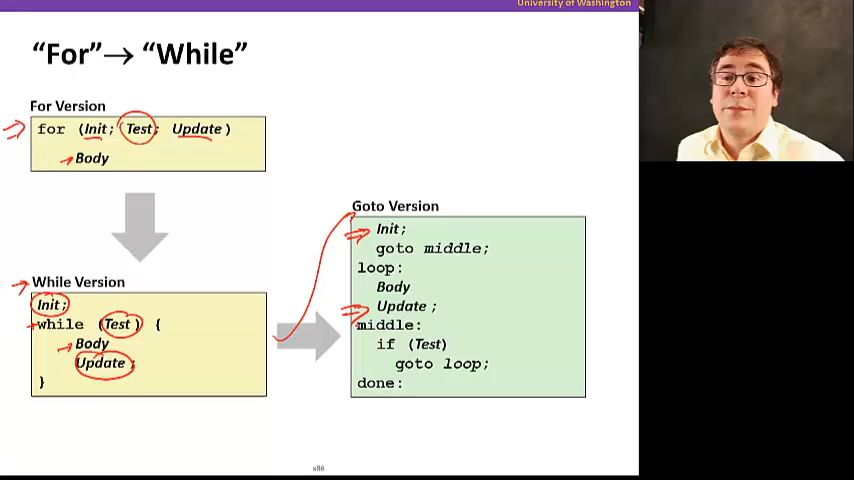 University of Washington
“For”→ “While”
For Version
for (Init; Test; Update )
Body
While Version
Init;
while (Test ) {
Body
Update ;
}
Goto Version
Init;
goto middle;
loop:
Body
Update ;
middle:
if (Test)
goto loop;
done:
x86